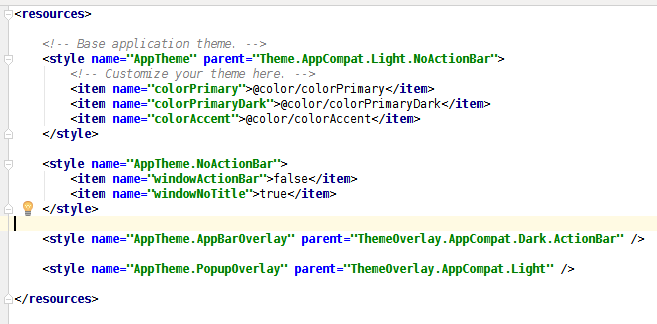 <resources>
<!-- Base application theme. -->
<style name="AppTheme" parent="Theme.AppCompat.Light.NoActionBar">
<!-- Customize your theme here. -->
<item name="colorPrimary">@color/colorPrimary</item>
<item name="colorPrimaryDark">@color/colorPrimaryDark</item>
<item name="colorAccent">@color/colorAccent</item>
</style>
<style name="AppTheme.NoActionBar">
<item name="windowActionBar">false</item>
<item name="windowNoTitle">true</item>
</style>
<style name="AppTheme.AppBarOverlay" parent="ThemeOverlay.AppCompat.Dark.ActionBar" />
<style name="AppTheme.PopupOverlay" parent="ThemeOverlay.AppCompat.Light" />
</resources>